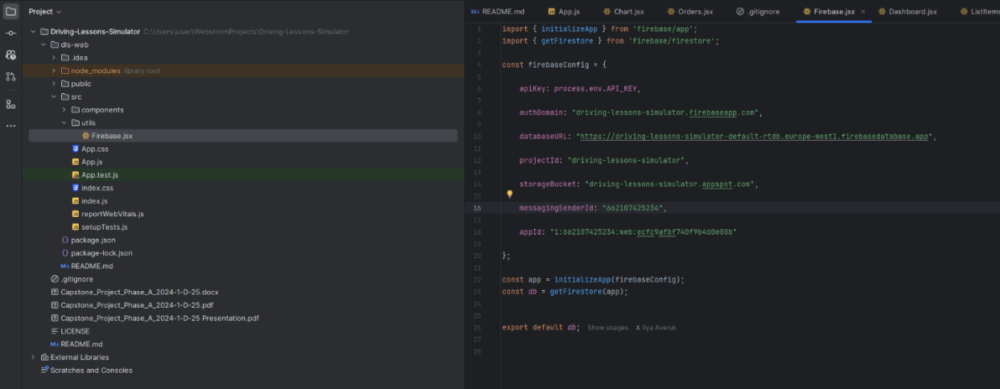 Project
Driving-Lessons-Simulator C:\Users\user\WebstormProjects\Driving-Lessons-Simulator
dls-web
.idea
node_modules library root
public
src
components
utils
Firebase.jsx
App.css
App.js
App.test.js
index.css
index.js
reportWebVitals.js
setupTests.js
package.json
package-lock.json
README.md
.gitignore
Capstone_Project_Phase_A_2024-1-D-25.docx
Capstone_Project_Phase_A_2024-1-D-25.pdf
Capstone_Project_Phase_A_2024-1-D-25 Presentation.pdf
LICENSE
README.md
External Libraries
Scratches and Consoles
README.md App.js Chart.jsx Orders.jsx .gitignore Firebase.jsx Dashboard.jsx ListItems
1 import { initializeApp } from 'firebase/app';
2 import { getFirestore } from 'firebase/firestore';
3
4 const firebaseConfig = {
5
6 apiKey: process.env.API_KEY,
7
8 authDomain: "driving-lessons-simulator.firebaseapp.com",
9
10 databaseURL: "https://driving-lessons-simulator-default-rtdb.europe-west1.firebasedatabase.app",
11
12 projectId: "driving-lessons-simulator",
13
14 storageBucket: "driving-lessons-simulator.appspot.com",
15
16 messagingSenderId: "662107425234",
17
18 appId: "1:662107425234:web:ecfc9afbf740f9b4d0e00b"
19
20 };
21
22 const app = initializeApp(firebaseConfig);
23 const db = getFirestore(app);
24
25
26 export default db; Show usages Ilya Averuk
27
28